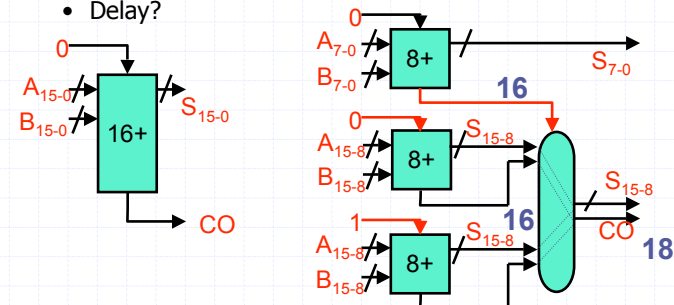 • Delay?
0
A15-0
B15-0
16+
S15-0
CO
0
A7-0
B7-0
8+
S7-0
16
0
A15-8
B15-8
8+
S15-8
S15-8
CO
18
16
1
A15-8
B15-8
8+
S15-8